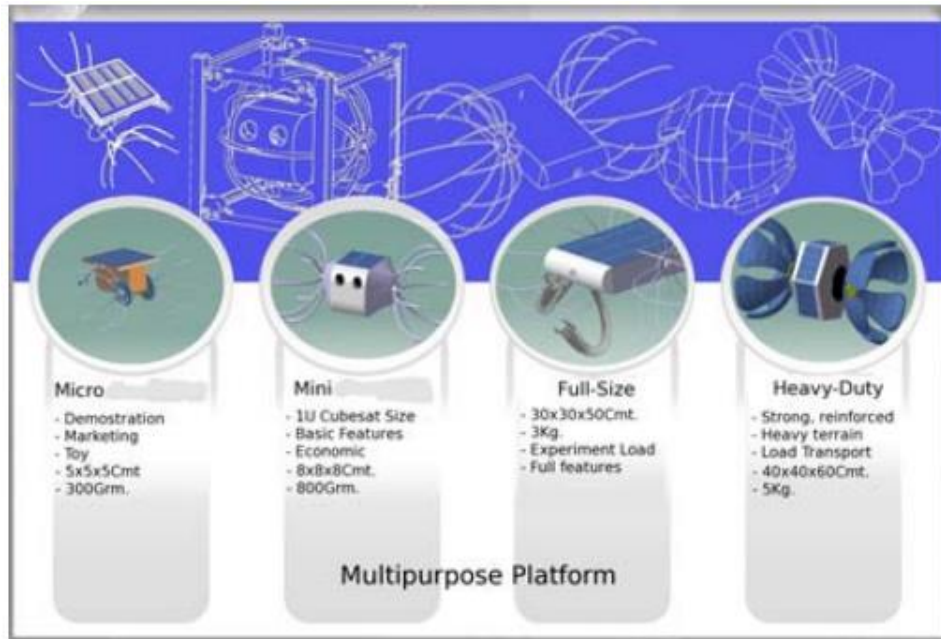 Micro
- Demostration
- Marketing
- Toy
- 5x5x5Cmt
- 300Grm.
Mini
- 1U Cubesat Size
- Basic Features
- Economic
- 8x8x8Cmt.
- 800Grm.
Full-Size
- 30x30x50Cmt.
- 3Kg.
- Experiment Load
- Full features
Heavy-Duty
- Strong, reinforced
- Heavy terrain
- Load Transport
- 40x40x60Cmt.
- 5Kg.
Multipurpose Platform